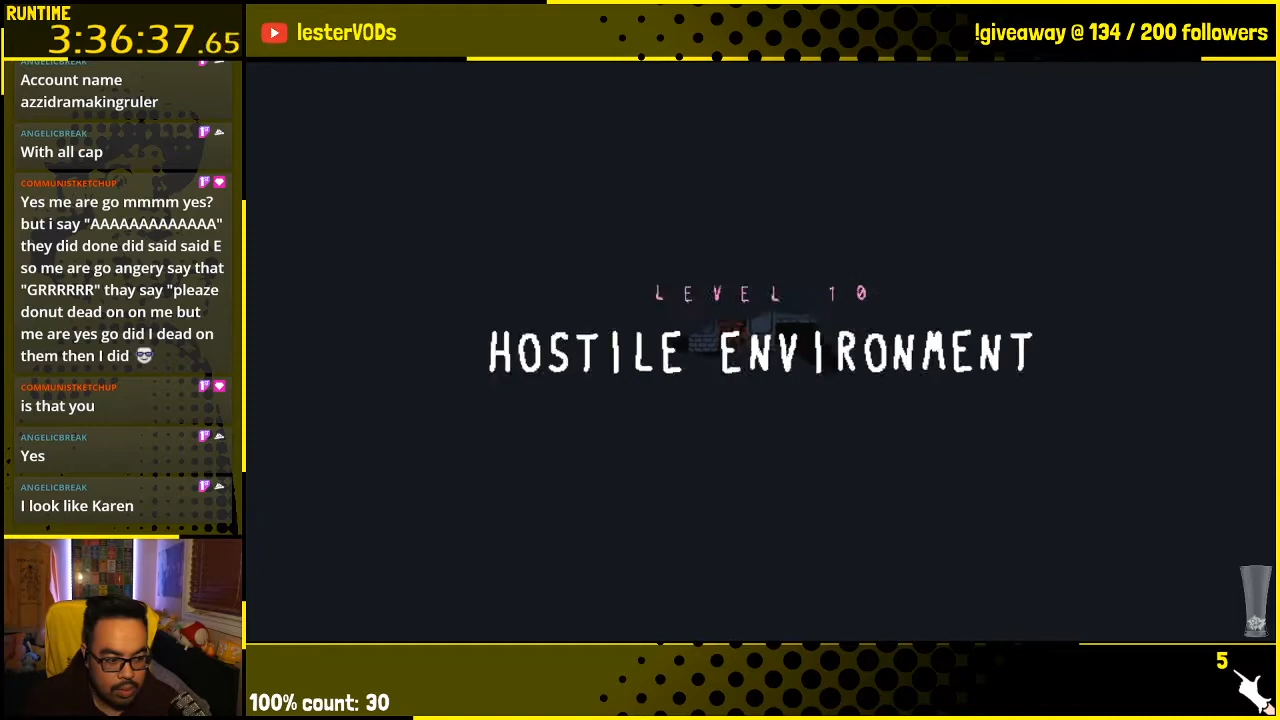 RUNTIME
3:36:37.65
lesterVODs
!giveaway @ 134 / 200 followers
ANGELICBREAK
Account name
azzidramakingruler
ANGELICBREAK
With all cap
COMMUNISTKETCHUP
Yes me are go mmmm yes?
but i say "AAAAAAAAAAAAA"
they did done did said said E
so me are go angery say that
"GRRRRRR" thay say "pleaze
donut dead on on me but
me are yes go did I dead on
them then I did
COMMUNISTKETCHUP
is that you
ANGELICBREAK
Yes
ANGELICBREAK
I look like Karen
LEVEL 10
HOSTILE ENVIRONMENT
5
100% count: 30